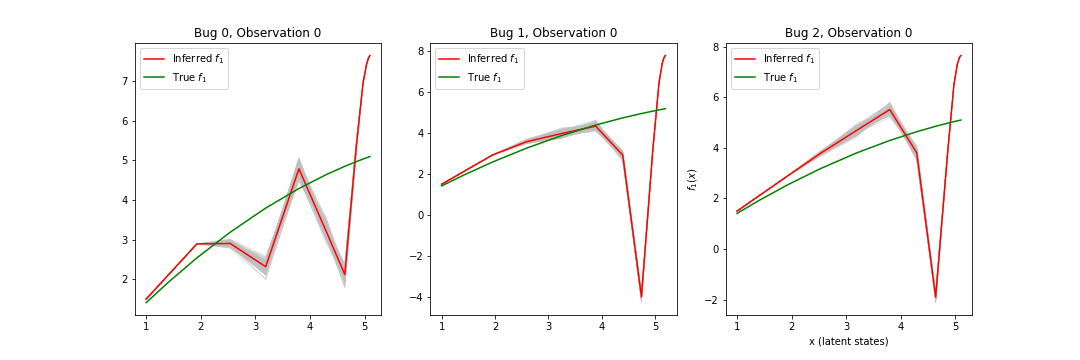 Bug 0, Observation 0
Inferred f₁
True f₁
7
6
5
4
3
2
1 2 3 4 5
Bug 1, Observation 0
Inferred f₁
True f₁
8
6
4
2
0
−2
−4
1 2 3 4 5
Bug 2, Observation 0
Inferred f₁
True f₁
8
6
4
2
0
−2
f₁(x)
1 2 3 4 5
x (latent states)